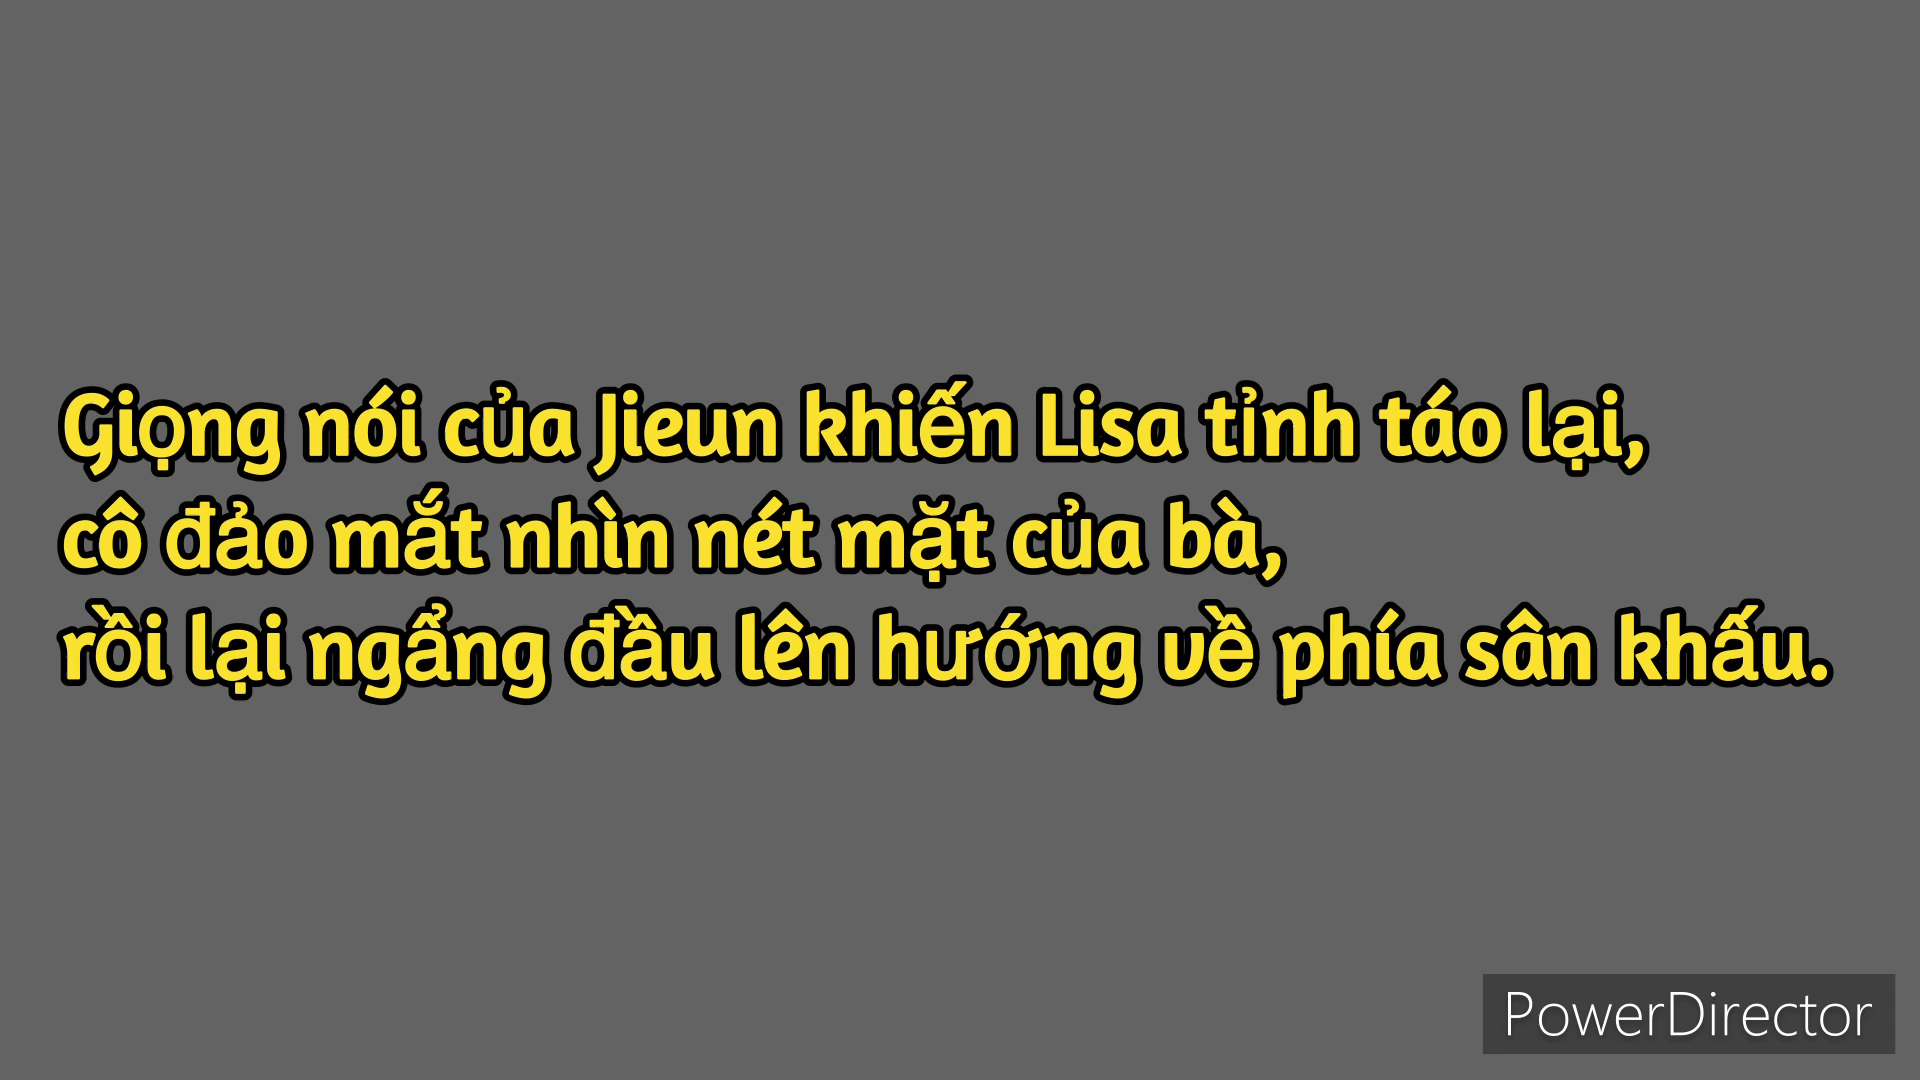 Giọng nói của Jieun khiến Lisa tỉnh táo lại,
cô đảo mắt nhìn nét mặt của bà,
rồi lại ngẩng đầu lên hướng về phía sân khấu.
PowerDirector